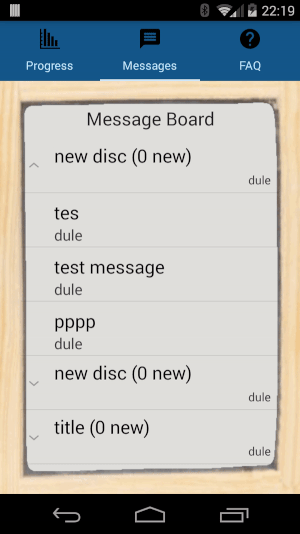 22:19
Progress
Messages
FAQ
Message Board
new disc (0 new)
dule
tes
dule
test message
dule
pppp
dule
new disc (0 new)
dule
title (0 new)
dule